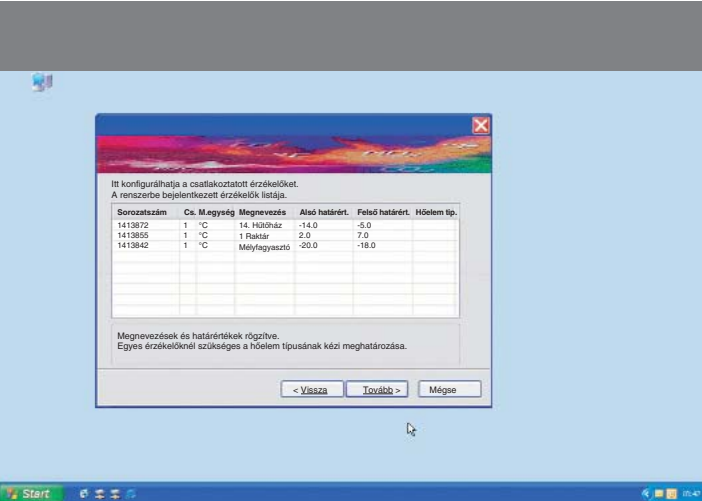 Itt konfigurálhatja a csatlakoztatott érzékelőket.
A renszerbe bejelentkezett érzékelők listája.
Sorozatszám Cs. M.egység Megnevezés Alsó határért. Felső határért. Hőelem tip.
1413872 1 °C 14. Hűtőház -14.0 -5.0
1413855 1 °C 1 Raktár 2.0 7.0
1413842 1 °C Mélyfagyasztó -20.0 -18.0
Megnevezések és határértékek rögzítve.
Egyes érzékelőknél szükséges a hőelem típusának kézi meghatározása.
< Vissza Tovább > Mégse
Start